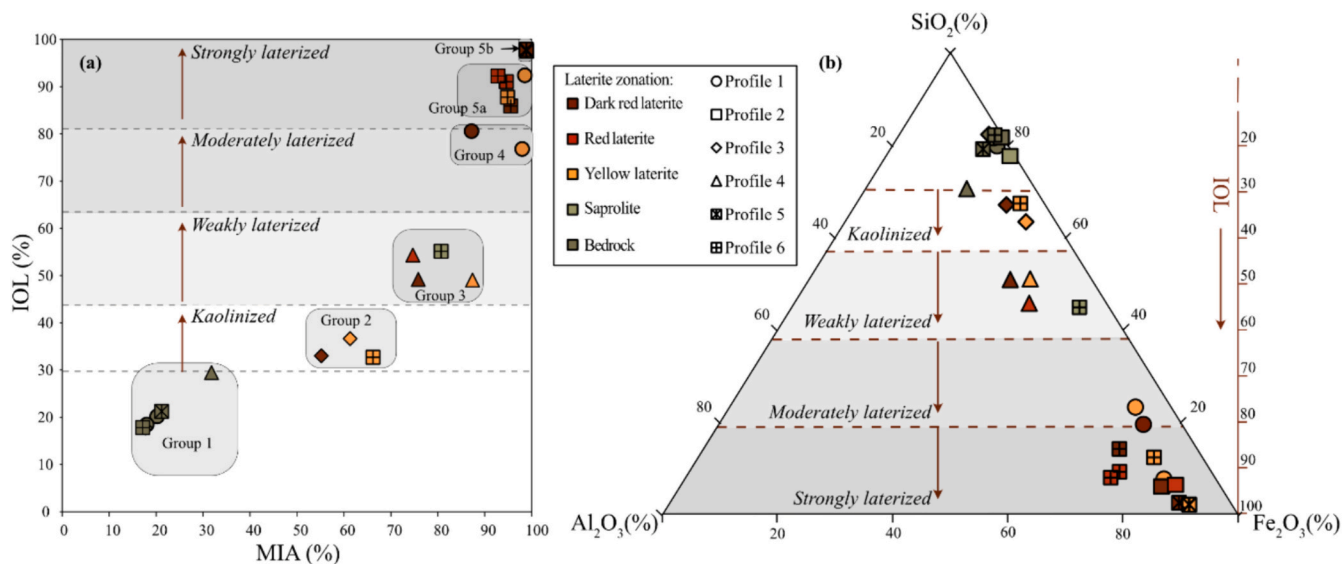 (a)
IOL (%)
100
90
80
70
60
50
40
30
20
10
0
0
10
20
30
40
50
60
70
80
90
100
MIA (%)
Strongly laterized
Moderately laterized
Weakly laterized
Kaolinized
Group 5b
Group 5a
Group 4
Group 3
Group 2
Group 1
Laterite zonation:
Dark red laterite
Red laterite
Yellow laterite
Saprolite
Bedrock
Profile 1
Profile 2
Profile 3
Profile 4
Profile 5
Profile 6
(b)
SiO₂(%)
20
80
40
60
60
40
80
20
Kaolinized
Weakly laterized
Moderately laterized
Strongly laterized
Al₂O₃(%)
20
40
60
80
Fe₂O₃(%)
IOL
20
30
40
50
60
70
80
90
100